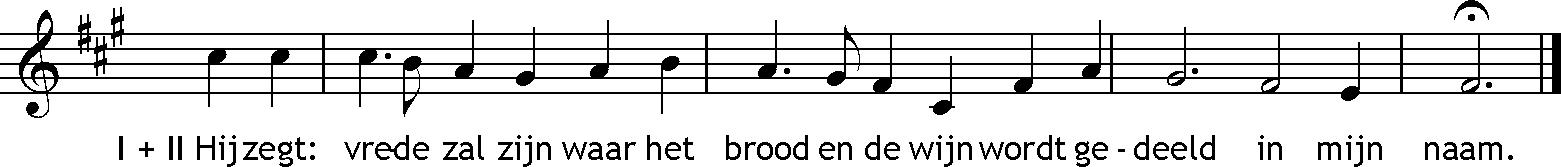 I + II Hij zegt: vrede zal zijn waar het brood en de wijn wordt ge - deeld in mijn naam.